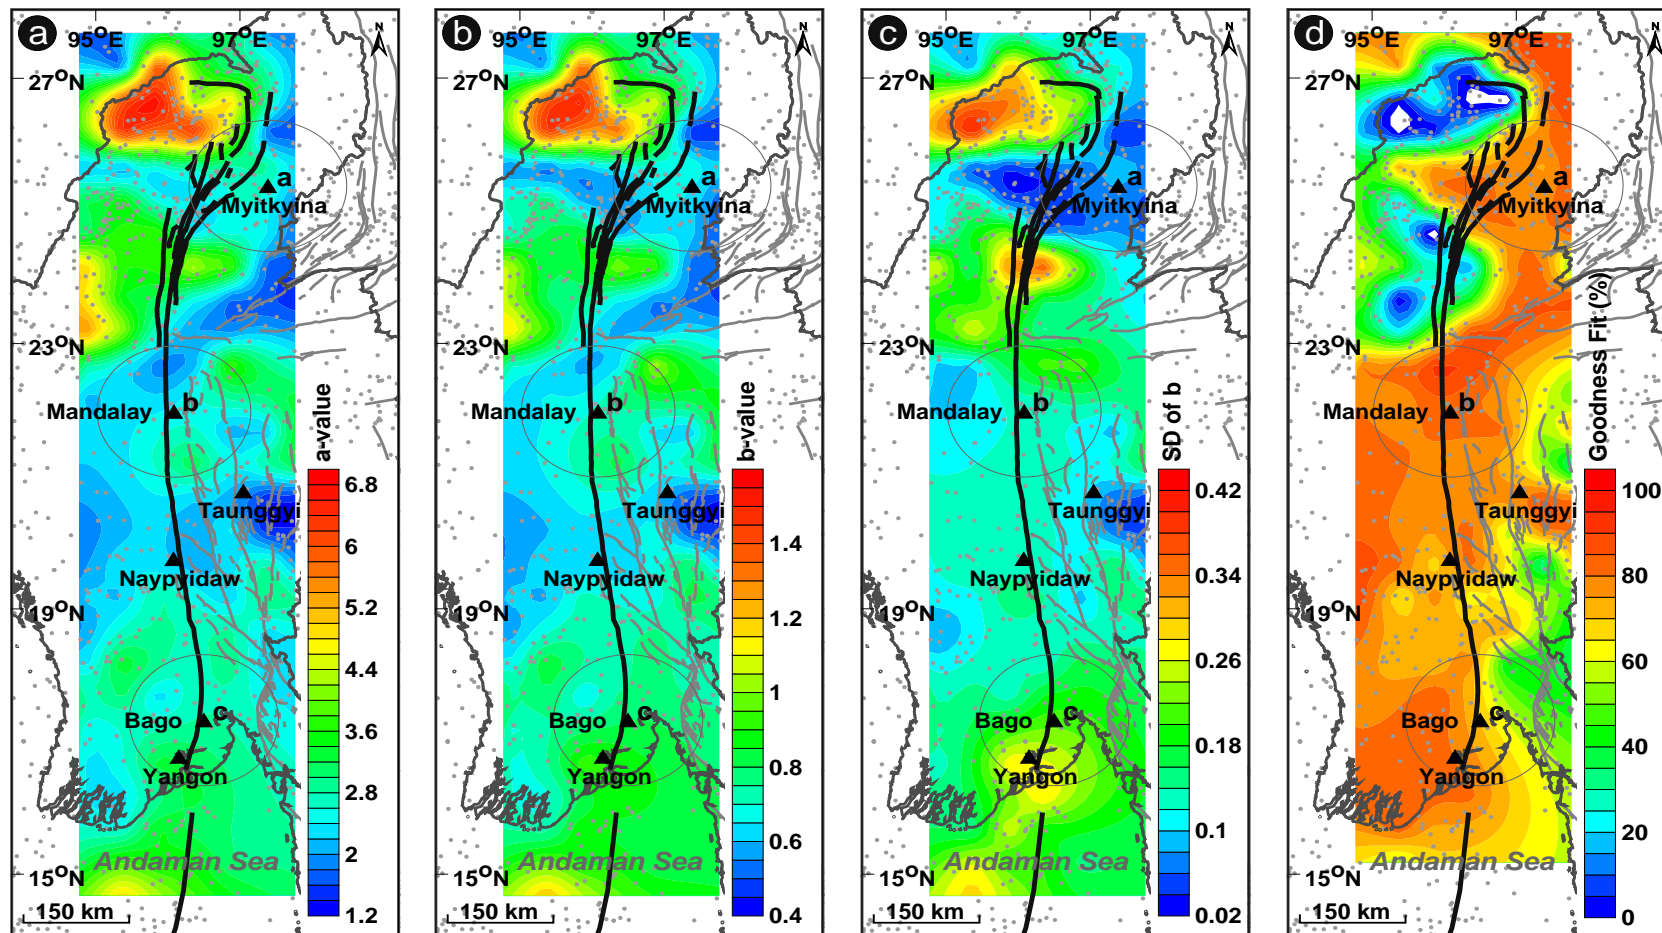 a
95°E 97°E
N
27°N
a
Myitkyina
23°N
Mandalay b
Taunggyi
Naypyidaw
19°N
Bago c
Yangon
Andaman Sea
15°N
150 km
a-value
6.8
6
5.2
4.4
3.6
2.8
2
1.2
b
95°E 97°E
N
27°N
a
Myitkyina
23°N
Mandalay b
Taunggyi
Naypyidaw
19°N
Bago c
Yangon
Andaman Sea
15°N
150 km
b-value
1.4
1.2
1
0.8
0.6
0.4
c
95°E 97°E
N
27°N
a
Myitkyina
23°N
Mandalay b
Taunggyi
Naypyidaw
19°N
Bago c
Yangon
Andaman Sea
15°N
150 km
SD of b
0.42
0.34
0.26
0.18
0.1
0.02
d
95°E 97°E
N
27°N
a
Myitkyina
23°N
Mandalay b
Taunggyi
Naypyidaw
19°N
Bago c
Yangon
Andaman Sea
15°N
150 km
Goodness Fit (%)
100
80
60
40
20
0